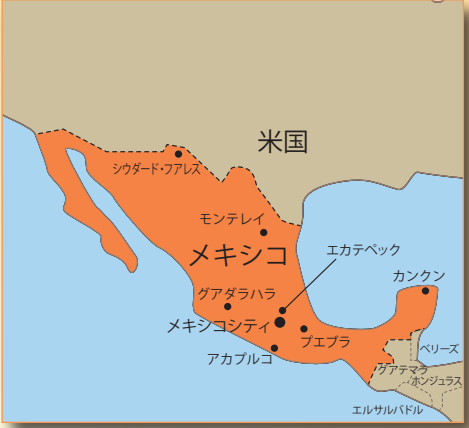 米国
シウダード・フアレス
モンテレイ
メキシコ
エカテペック
カンクン
グアダラハラ
メキシコシティ
プエブラ
アカプルコ
ベリーズ
グアテマラ
ホンジュラス
エルサルバドル